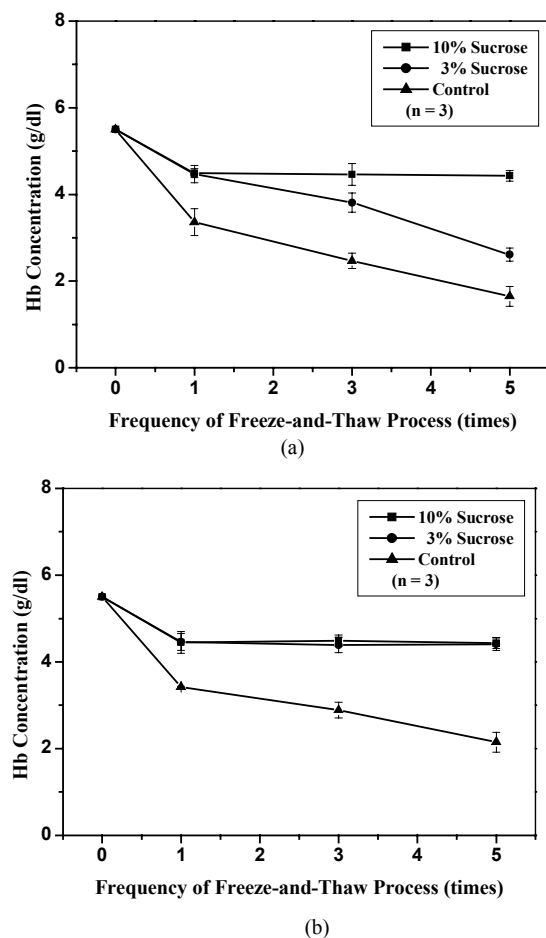 8
6
4
2
0
Hb Concentration (g/dl)
10% Sucrose
3% Sucrose
Control
(n = 3)
0 1 2 3 4 5
Frequency of Freeze-and-Thaw Process (times)
(a)
8
6
4
2
0
Hb Concentration (g/dl)
10% Sucrose
3% Sucrose
Control
(n = 3)
0 1 2 3 4 5
Frequency of Freeze-and-Thaw Process (times)
(b)